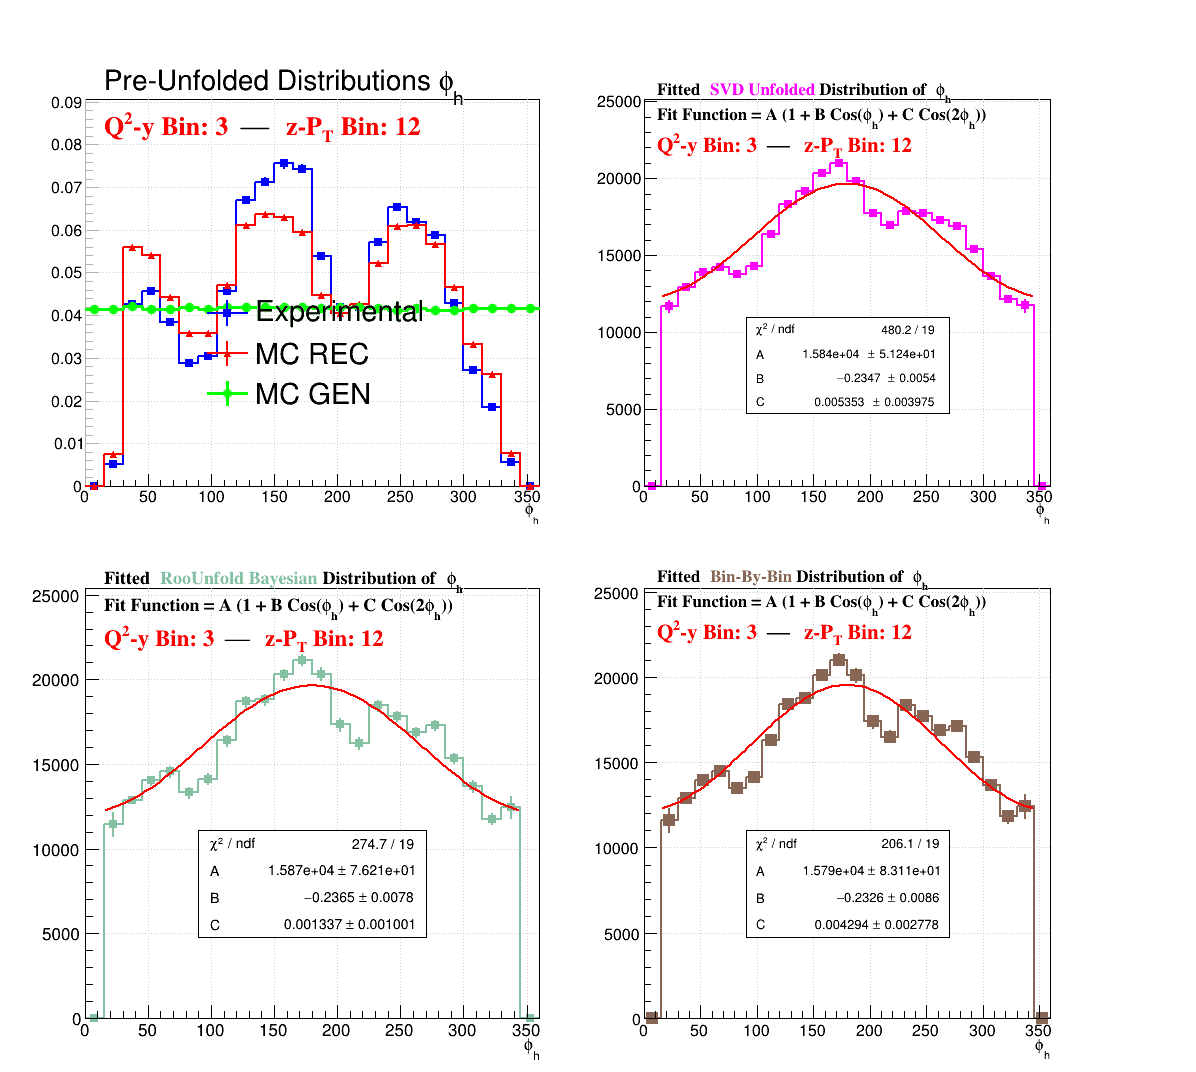 Pre-Unfolded Distributions ϕh
Q²-y Bin: 3 — z-PT Bin: 12
0.09
0.08
0.07
0.06
0.05
0.04
0.03
0.02
0.01
0
Experimental
MC REC
MC GEN
0 50 100 150 200 250 300 350
ϕh
Fitted SVD Unfolded Distribution of ϕh
Fit Function = A (1 + B Cos(ϕh) + C Cos(2ϕh))
Q²-y Bin: 3 — z-PT Bin: 12
25000
20000
15000
10000
5000
0
χ² / ndf 480.2 / 19
A 1.584e+04 ± 5.124e+01
B −0.2347 ± 0.0054
C 0.005353 ± 0.003975
0 50 100 150 200 250 300 350
ϕh
Fitted RooUnfold Bayesian Distribution of ϕh
Fit Function = A (1 + B Cos(ϕh) + C Cos(2ϕh))
Q²-y Bin: 3 — z-PT Bin: 12
25000
20000
15000
10000
5000
0
χ² / ndf 274.7 / 19
A 1.587e+04 ± 7.621e+01
B −0.2365 ± 0.0078
C 0.001337 ± 0.001001
0 50 100 150 200 250 300 350
ϕh
Fitted Bin-By-Bin Distribution of ϕh
Fit Function = A (1 + B Cos(ϕh) + C Cos(2ϕh))
Q²-y Bin: 3 — z-PT Bin: 12
25000
20000
15000
10000
5000
0
χ² / ndf 206.1 / 19
A 1.579e+04 ± 8.311e+01
B −0.2326 ± 0.0086
C 0.004294 ± 0.002778
0 50 100 150 200 250 300 350
ϕh